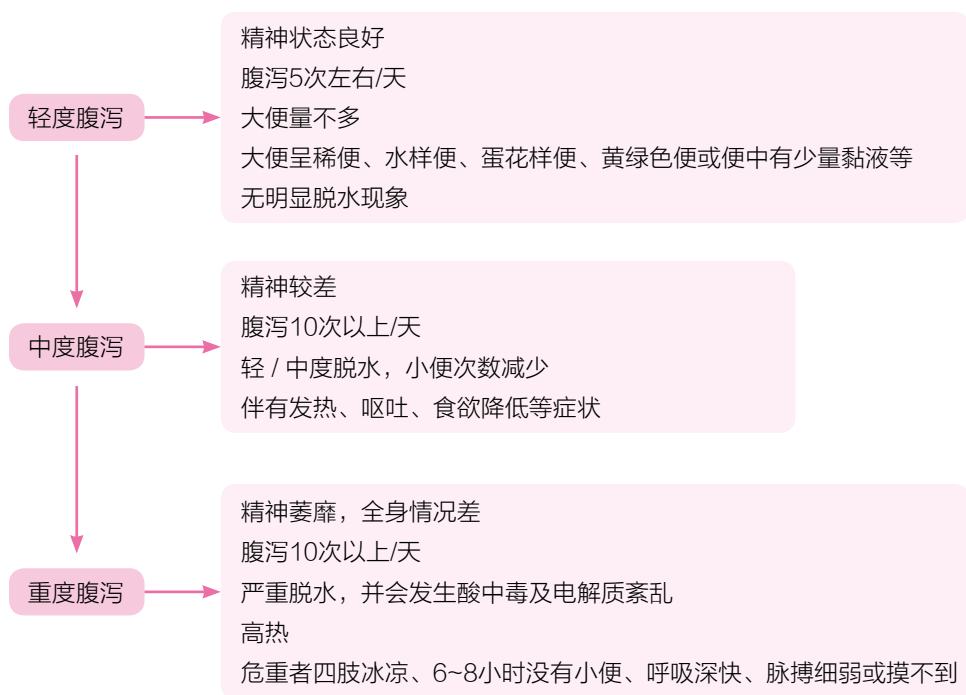 轻度腹泻
精神状态良好
腹泻5次左右/天
大便量不多
大便呈稀便、水样便、蛋花样便、黄绿色便或便中有少量黏液等
无明显脱水现象
中度腹泻
精神较差
腹泻10次以上/天
轻 / 中度脱水，小便次数减少
伴有发热、呕吐、食欲降低等症状
重度腹泻
精神萎靡，全身情况差
腹泻10次以上/天
严重脱水，并会发生酸中毒及电解质紊乱
高热
危重者四肢冰凉、6~8小时没有小便、呼吸深快、脉搏细弱或摸不到